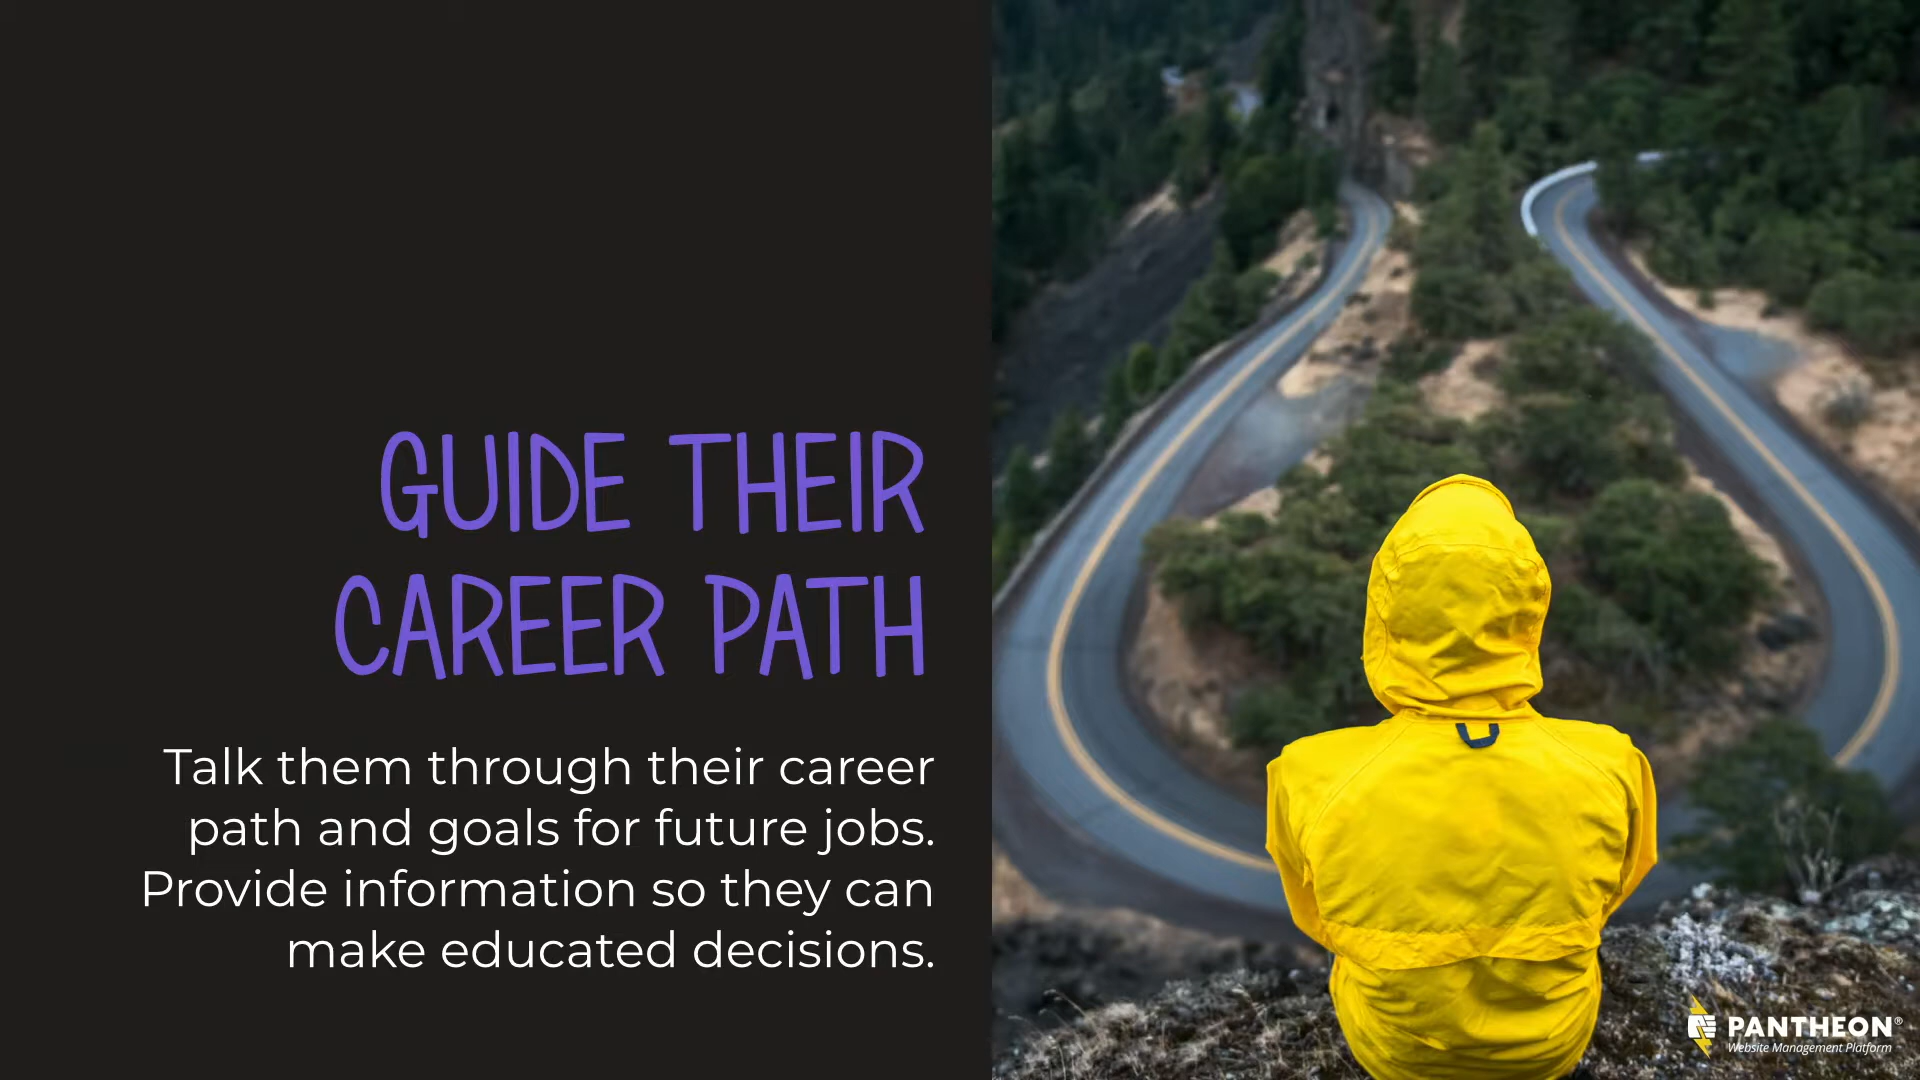 GUIDE THEIR
CAREER PATH
Talk them through their career
path and goals for future jobs.
Provide information so they can
make educated decisions.
PANTHEON®
Website Management Platform